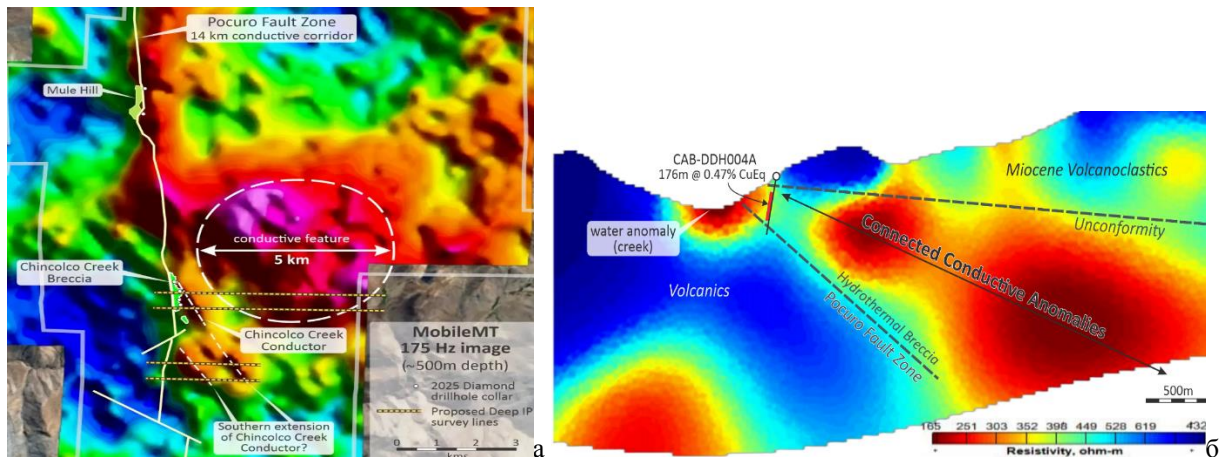 Pocuro Fault Zone
14 km conductive corridor
Mule Hill
conductive feature
5 km
Chincolco Creek
Breccia
Chincolco Creek
Conductor
MobileMT
175 Hz image
(~500m depth)
2025 Diamond
drillhole collar
Proposed Deep IP
survey lines
0 1 2 3
kms
Southern extension
of Chincolco Creek
Conductor?
а
CAB-DDH004A
176m @ 0.47% CuEq
water anomaly
(creek)
Miocene Volcanoclastics
Unconformity
Connected Conductive Anomalies
Volcanics
Hydrothermal Breccia
Pocuro Fault Zone
500m
165 251 303 352 395 449 528 619 432
Resistivity, ohm-m
б